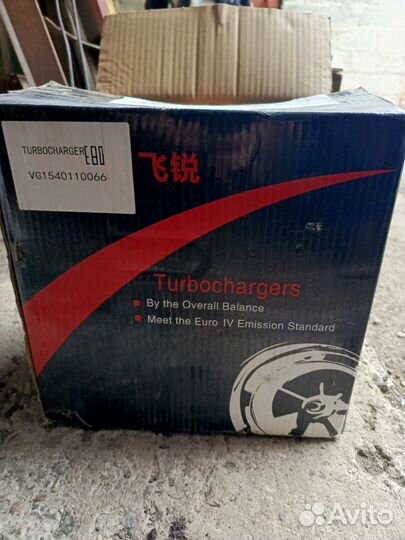 TURBOCHARGER E80
VG1540110066
飞锐
Turbochargers
By the Overall Balance
Meet the Euro IV Emission Standard
Avito